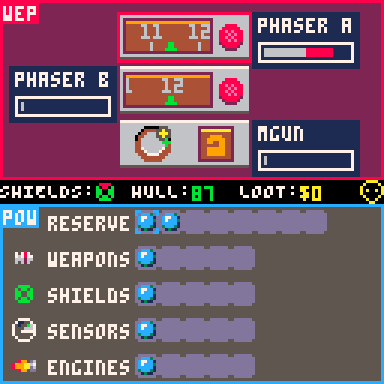 WEP
11 12
PHASER A
PHASER B
12
MGUN
SHIELDS: HULL:87 LOOT:$0
POW
RESERVE
WEAPONS
SHIELDS
SENSORS
ENGINES